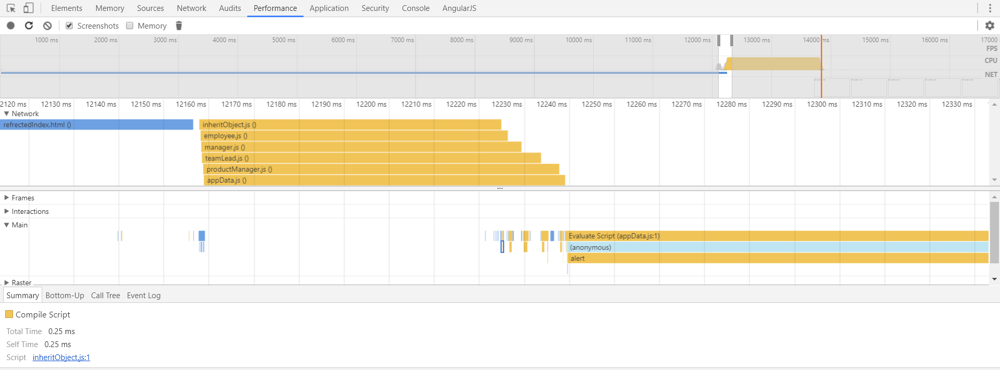 Elements Memory Sources Network Audits Performance Application Security Console AngularJS
Screenshots Memory
1000 ms 2000 ms 3000 ms 4000 ms 5000 ms 6000 ms 7000 ms 8000 ms 9000 ms 10000 ms 11000 ms 12000 ms 13000 ms 14000 ms 15000 ms 16000 ms 17000
FPS
CPU
NET
2120 ms 12130 ms 12140 ms 12150 ms 12160 ms 12170 ms 12180 ms 12190 ms 12200 ms 12210 ms 12220 ms 12230 ms 12240 ms 12250 ms 12260 ms 12270 ms 12280 ms 12290 ms 12300 ms 12310 ms 12320 ms 12330 ms
Network
refrectedIndex.html () inheritObject.js ()
employee.js ()
manager.js ()
teamLead.js ()
productManager.js ()
appData.js ()
...
Frames
Interactions
Main
Evaluate Script (appData.js:1)
(anonymous)
alert
Raster
Summary Bottom-Up Call Tree Event Log
Compile Script
Total Time 0.25 ms
Self Time 0.25 ms
Script inheritObject.js:1